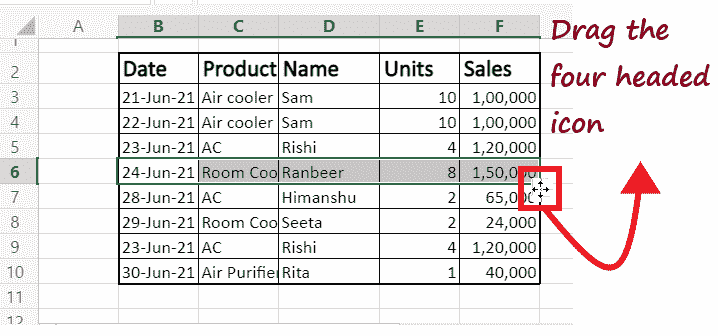 A B C D E F
2 Date Product Name Units Sales
3 21-Jun-21 Air cooler Sam 10 1,00,000
4 22-Jun-21 Air cooler Sam 10 1,00,000
5 23-Jun-21 AC Rishi 4 1,20,000
6 24-Jun-21 Room Coo Ranbeer 8 1,50,000
7 28-Jun-21 AC Himanshu 2 65,000
8 29-Jun-21 Room Coo Seeta 2 24,000
9 23-Jun-21 AC Rishi 4 1,20,000
10 30-Jun-21 Air Purifier Rita 1 40,000
11
12
Drag the
four headed
icon